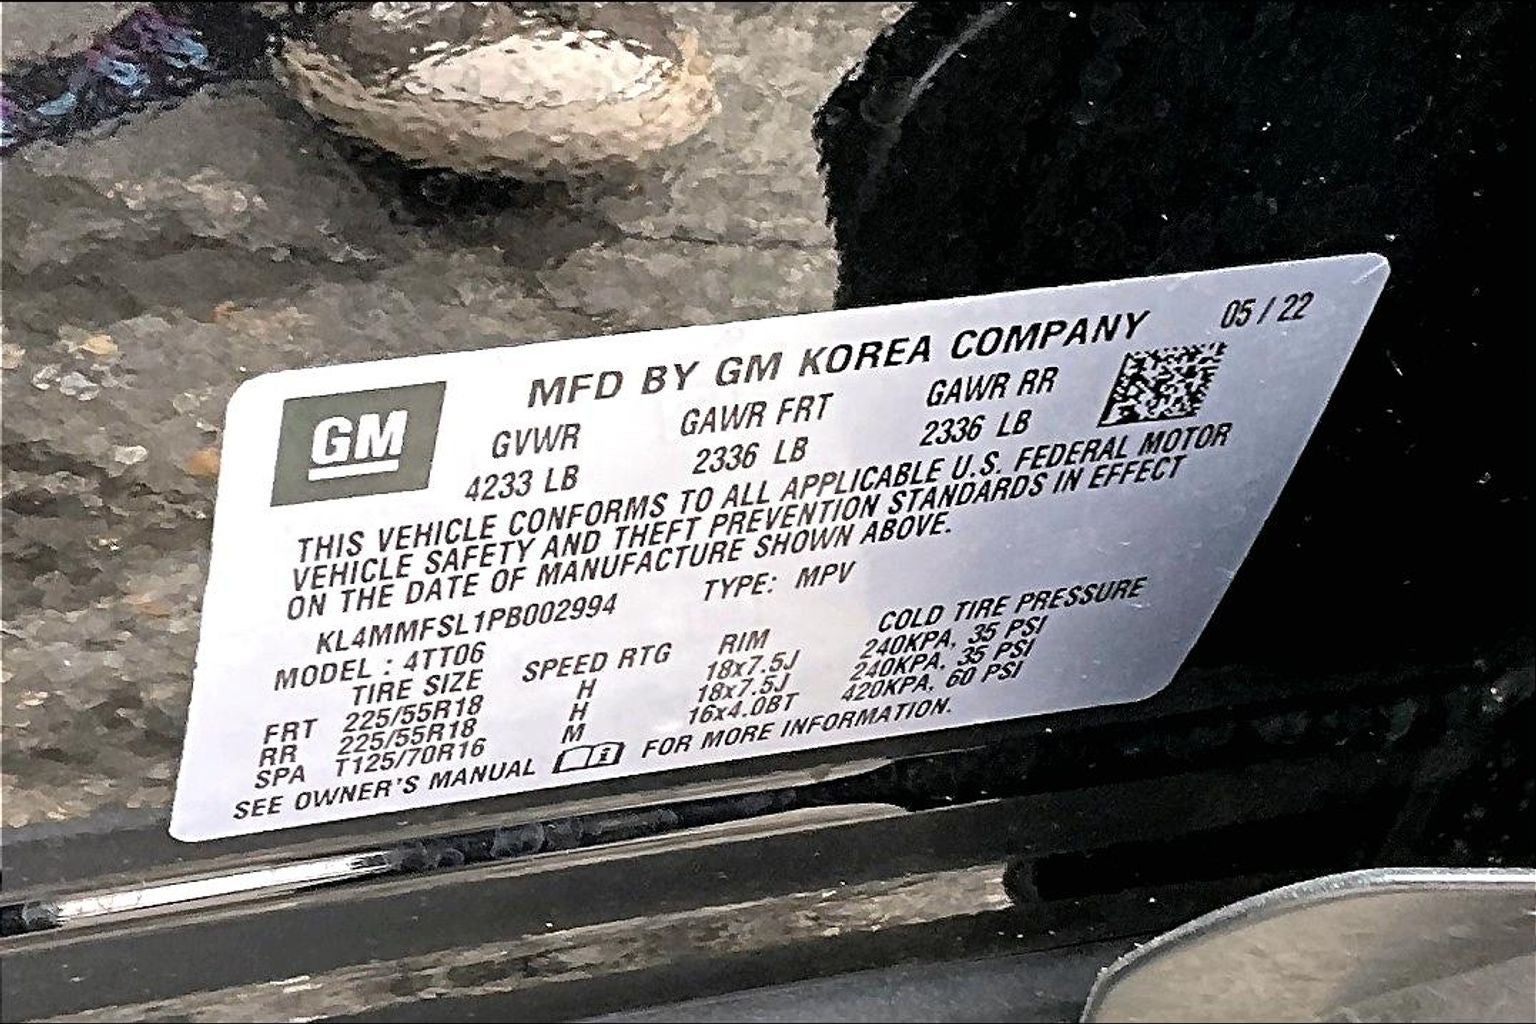 MFD BY GM KOREA COMPANY 05 / 22
GM
GVWR GAWR FRT GAWR RR
4233 LB 2336 LB 2336 LB
THIS VEHICLE CONFORMS TO ALL APPLICABLE U.S. FEDERAL MOTOR
VEHICLE SAFETY AND THEFT PREVENTION STANDARDS IN EFFECT
ON THE DATE OF MANUFACTURE SHOWN ABOVE.
KL4MMFSL1PB002994 TYPE: MPV
MODEL : 4TT06
TIRE SIZE SPEED RTG RIM COLD TIRE PRESSURE
FRT 225/55R18 H 18x7.5J 240KPA, 35 PSI
RR 225/55R18 H 18x7.5J 240KPA, 35 PSI
SPA T125/70R16 M 16x4.0BT 420KPA, 60 PSI
SEE OWNER'S MANUAL FOR MORE INFORMATION.